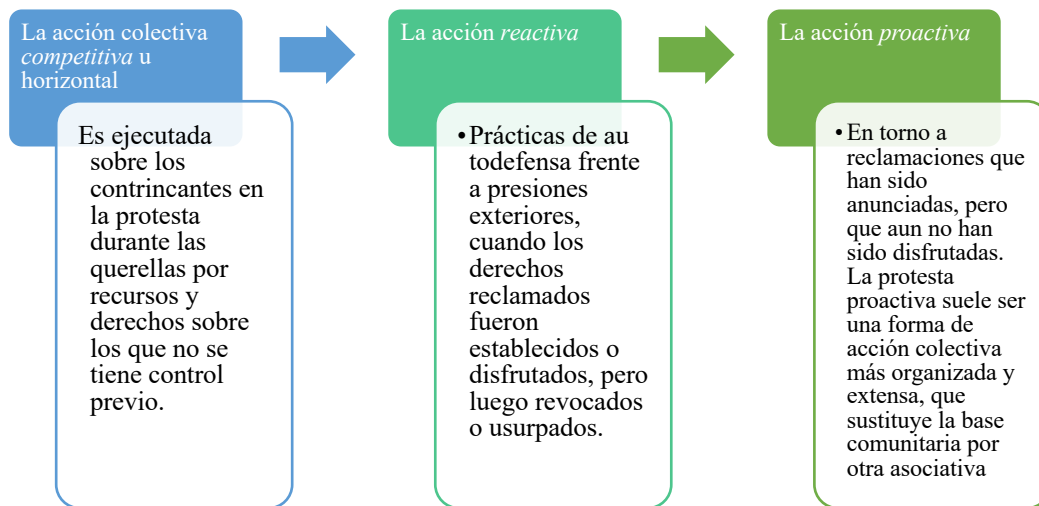 La acción colectiva
competitiva u
horizontal
Es ejecutada
sobre los
contrincantes en
la protesta
durante las
querellas por
recursos y
derechos sobre
los que no se
tiene control
previo.
La acción reactiva
•Prácticas de au
todefensa frente
a presiones
exteriores,
cuando los
derechos
reclamados
fueron
establecidos o
disfrutados, pero
luego revocados
o usurpados.
La acción proactiva
•En torno a
reclamaciones que
han sido
anunciadas, pero
que aun no han
sido disfrutadas.
La protesta
proactiva suele ser
una forma de
acción colectiva
más organizada y
extensa, que
sustituye la base
comunitaria por
otra asociativa